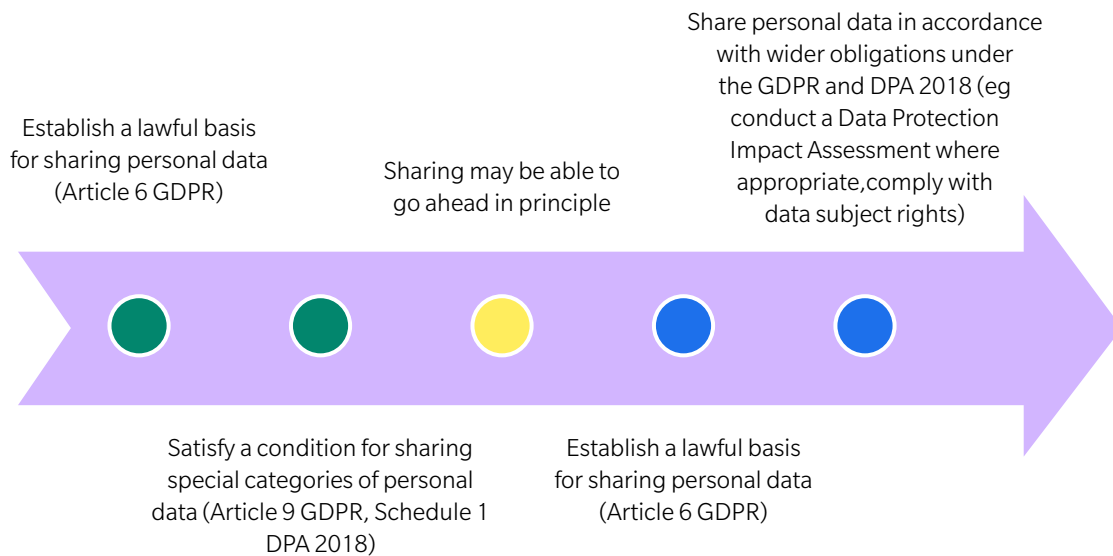 Establish a lawful basis
for sharing personal data
(Article 6 GDPR)
Satisfy a condition for sharing
special categories of personal
data (Article 9 GDPR, Schedule 1
DPA 2018)
Sharing may be able to
go ahead in principle
Establish a lawful basis
for sharing personal data
(Article 6 GDPR)
Share personal data in accordance
with wider obligations under
the GDPR and DPA 2018 (eg
conduct a Data Protection
Impact Assessment where
appropriate,comply with
data subject rights)